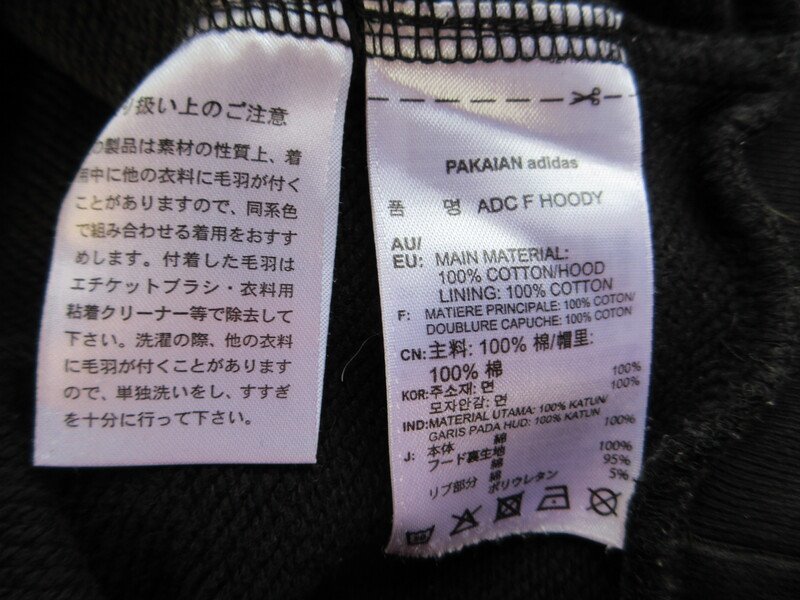 り扱い上のご注意
の製品は素材の性質上、着
用中に他の衣料に毛羽が付く
ことがありますので、同系色
で組み合わせる着用をおすす
めします。付着した毛羽は
エチケットブラシ・衣料用
粘着クリーナー等で除去して
下さい。洗濯の際、他の衣料
に毛羽が付くことがあります
ので、単独洗いをし、すすぎ
を十分に行って下さい。
PAKAIAN adidas
品 名 ADC F HOODY
AU/
EU: MAIN MATERIAL:
100% COTTON/HOOD
LINING: 100% COTTON
F: MATIERE PRINCIPALE: 100% COTON/
DOUBLURE CAPUCHE: 100% COTON
CN: 主料: 100% 棉/帽里:
100% 棉
KOR: 주소재: 면 100%
모자안감: 면 100%
IND: MATERIAL UTAMA: 100% KATUN/
GARIS PADA HUD: 100% KATUN
J: 本体 綿 100%
フード裏生地 綿 100%
リブ部分 綿 95%
ポリウレタン 5%